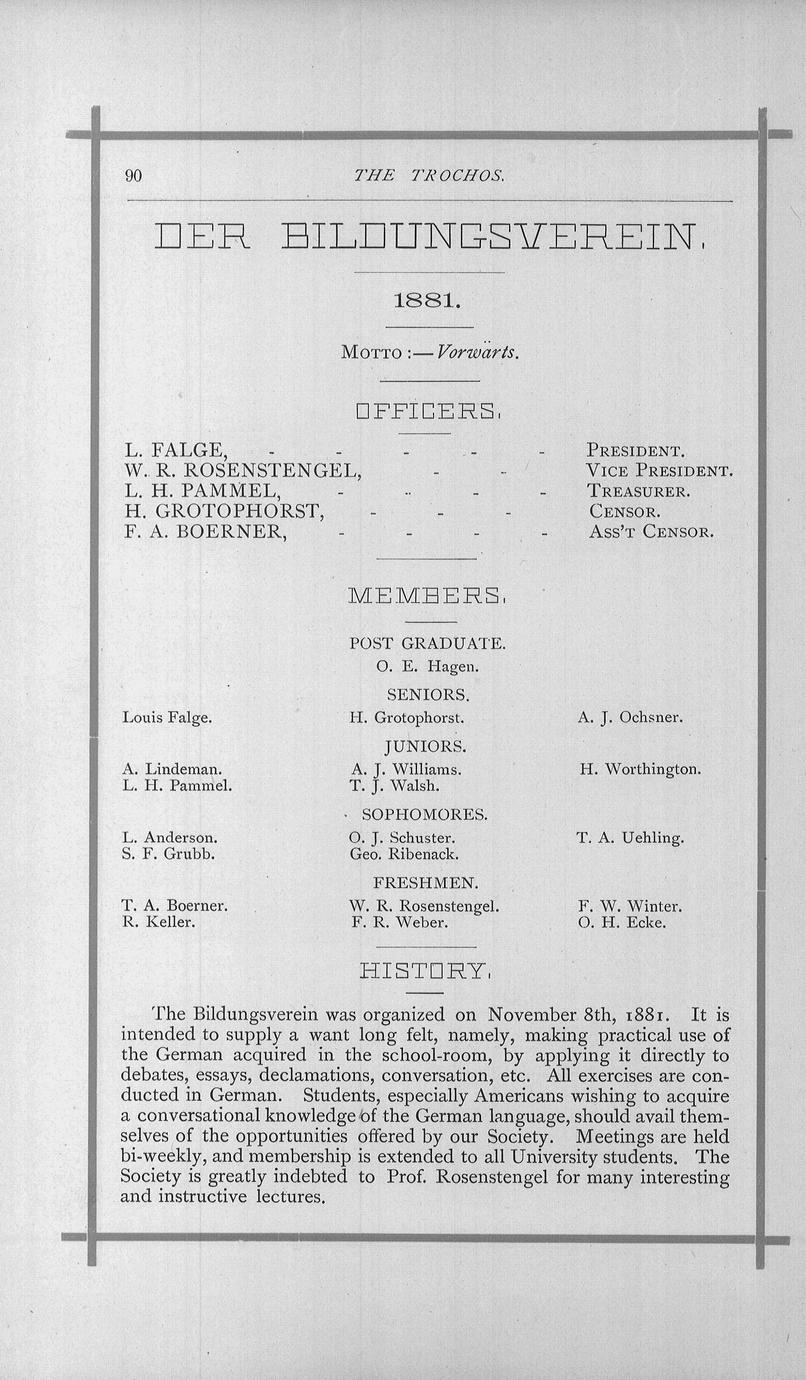 90 THE TROCHOS.
DER BILDUNGSVEREIN.
1881.
MOTTO :— Vorwärts.
OFFICERS.
L. FALGE, - - - - - PRESIDENT.
W. R. ROSENSTENGEL, - - VICE PRESIDENT.
L. H. PAMMEL, - - - - TREASURER.
H. GROTOPHORST, - - - CENSOR.
F. A. BOERNER, - - - - ASS'T CENSOR.
MEMBERS.
POST GRADUATE.
O. E. Hagen.
SENIORS.
Louis Falge. H. Grotophorst. A. J. Ochsner.
JUNIORS.
A. Lindeman. A. J. Williams. H. Worthington.
L. H. Pammel. T. J. Walsh.
SOPHOMORES.
L. Anderson. O. J. Schuster. T. A. Uehling.
S. F. Grubb. Geo. Ribenack.
FRESHMEN.
T. A. Boerner. W. R. Rosenstengel. F. W. Winter.
R. Keller. F. R. Weber. O. H. Ecke.
HISTORY.
The Bildungsverein was organized on November 8th, 1881. It is
intended to supply a want long felt, namely, making practical use of
the German acquired in the school-room, by applying it directly to
debates, essays, declamations, conversation, etc. All exercises are con-
ducted in German. Students, especially Americans wishing to acquire
a conversational knowledge of the German language, should avail them-
selves of the opportunities offered by our Society. Meetings are held
bi-weekly, and membership is extended to all University students. The
Society is greatly indebted to Prof. Rosenstengel for many interesting
and instructive lectures.